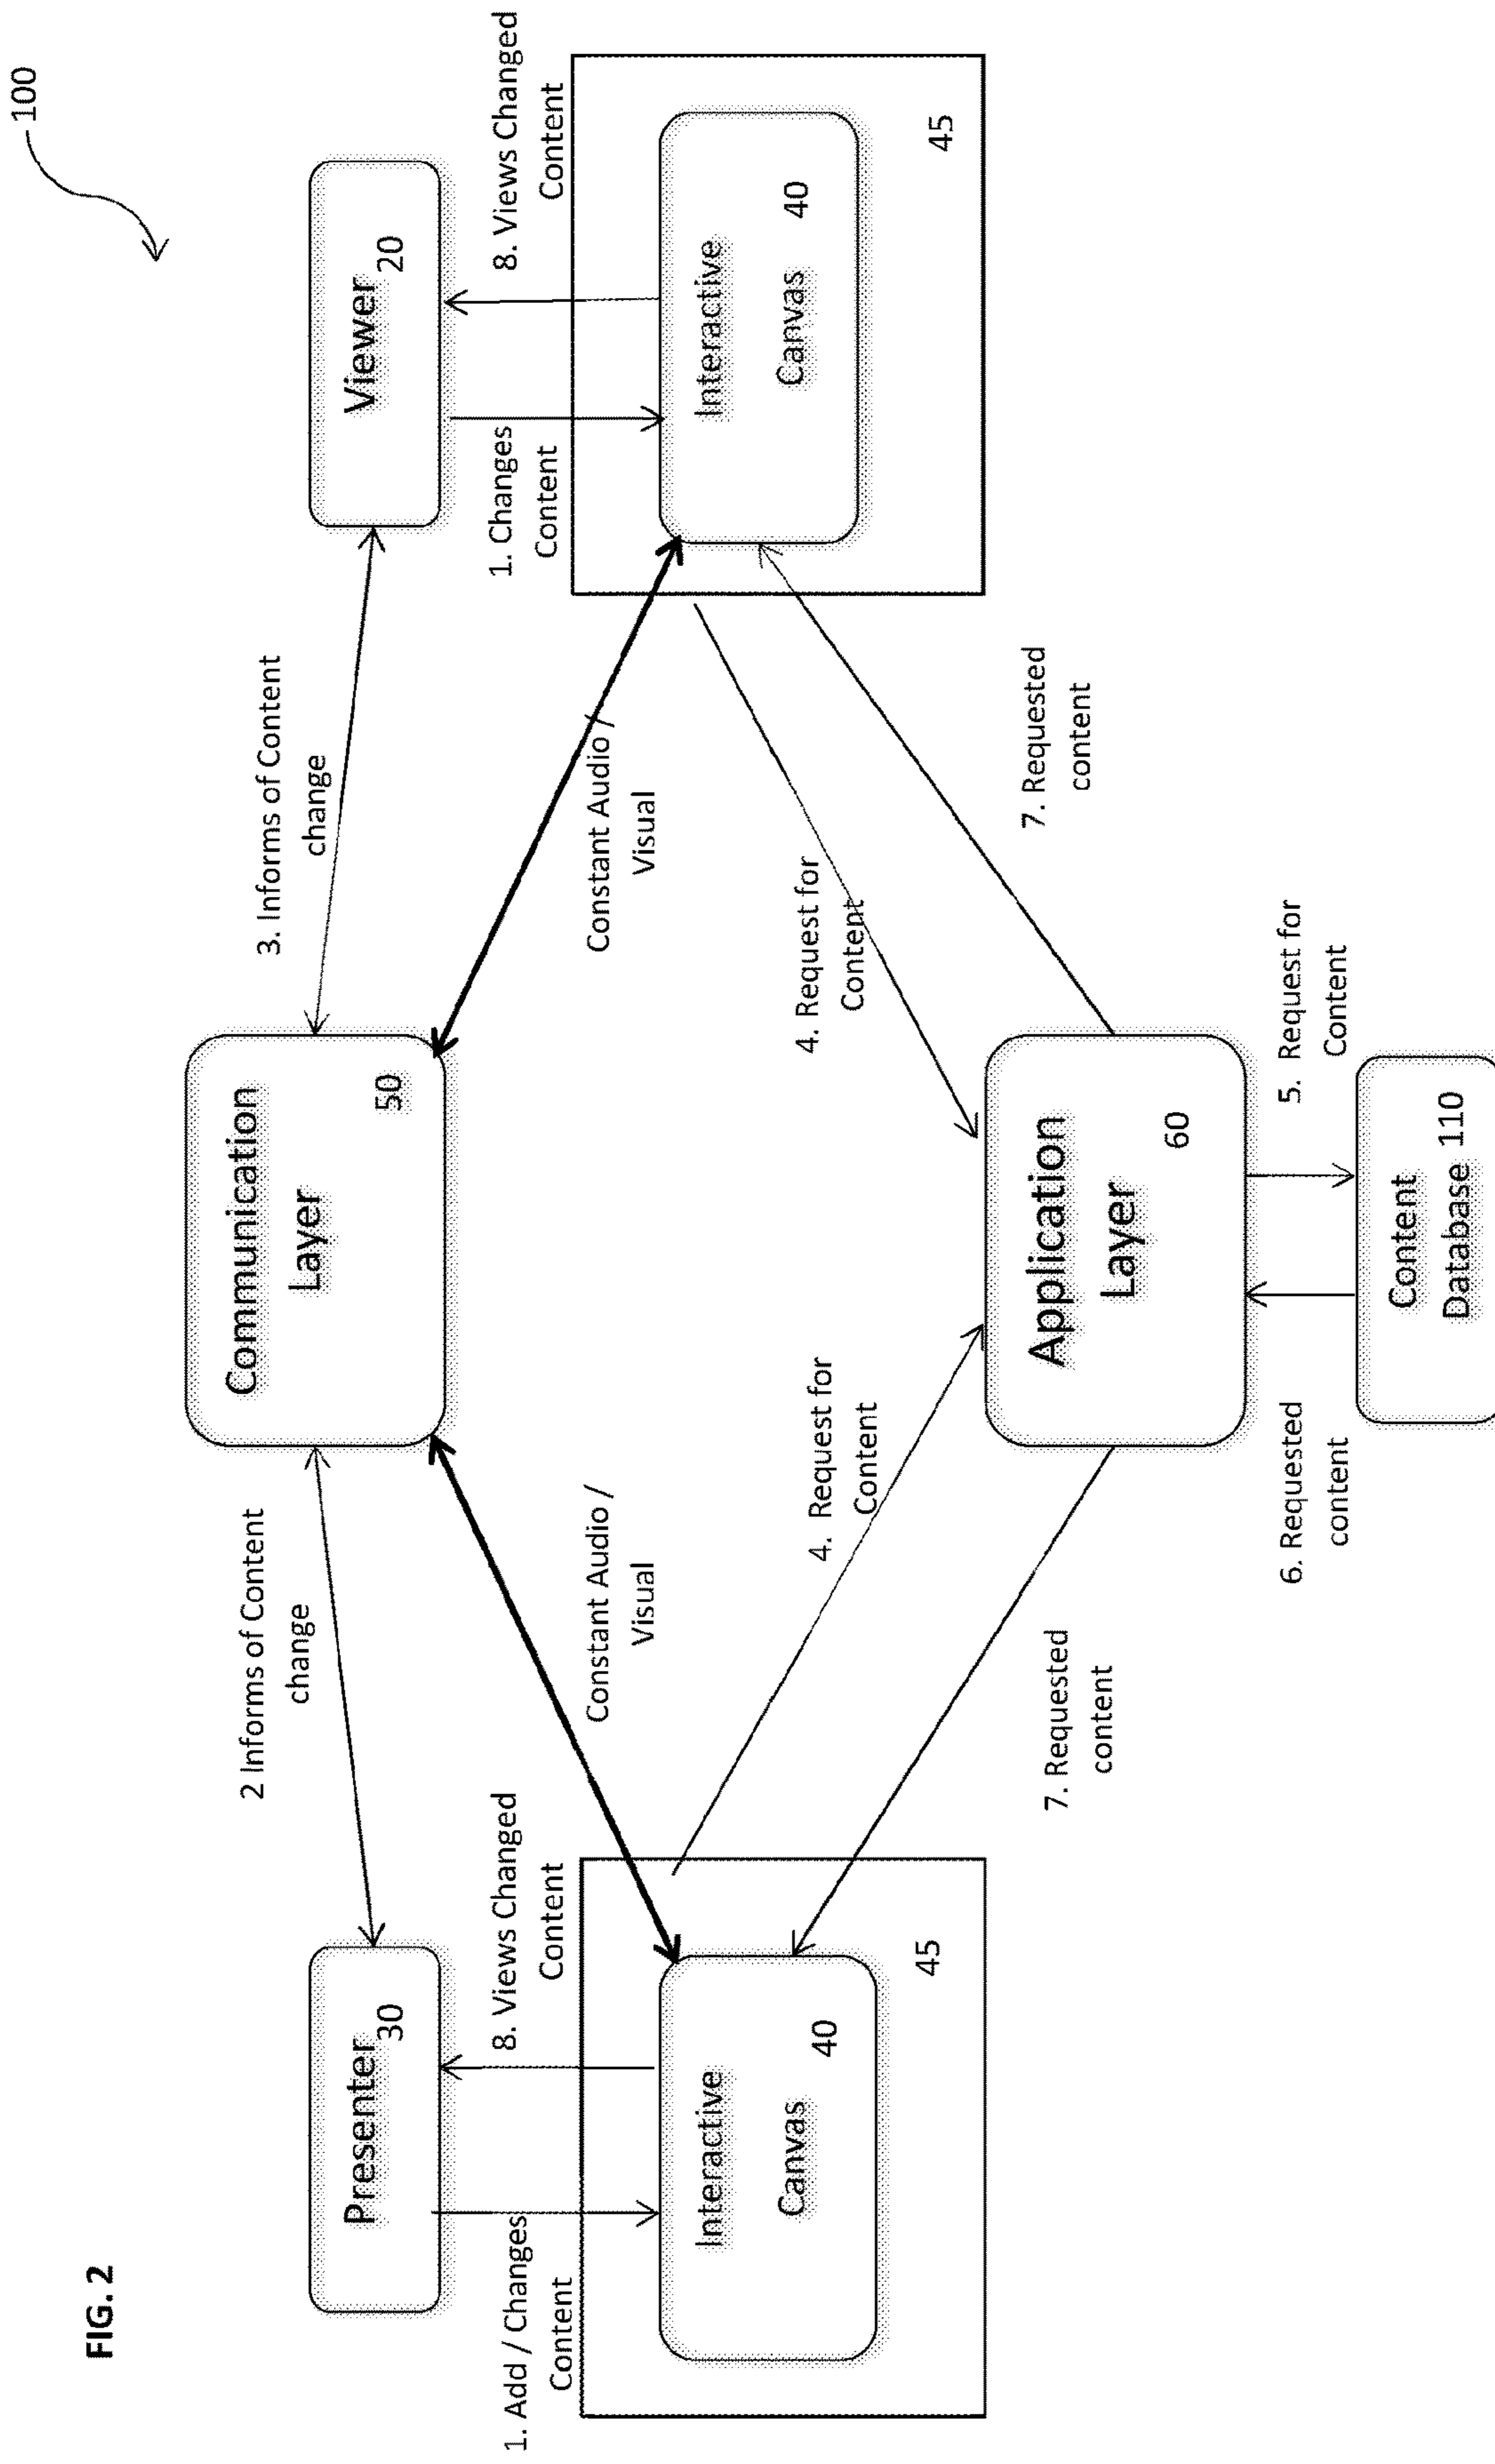 FIG. 2
100
Presenter
30
2 Informs of Content
change
Communication
Layer
50
3. Informs of Content
change
Viewer
20
1. Add / Changes
Content
8. Views Changed
Content
1. Changes
Content
8. Views Changed
Content
Constant Audio /
Visual
Constant Audio /
Visual
Interactive
Canvas
40
45
Interactive
Canvas
40
45
4. Request for
Content
4. Request for
Content
Application
Layer
60
7. Requested
content
7. Requested
content
6. Requested
content
5. Request for
Content
Content
Database
110